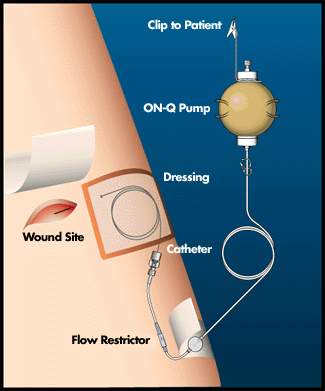 Clip to Patient
ON-Q Pump
Dressing
Wound Site
Catheter
Flow Restrictor